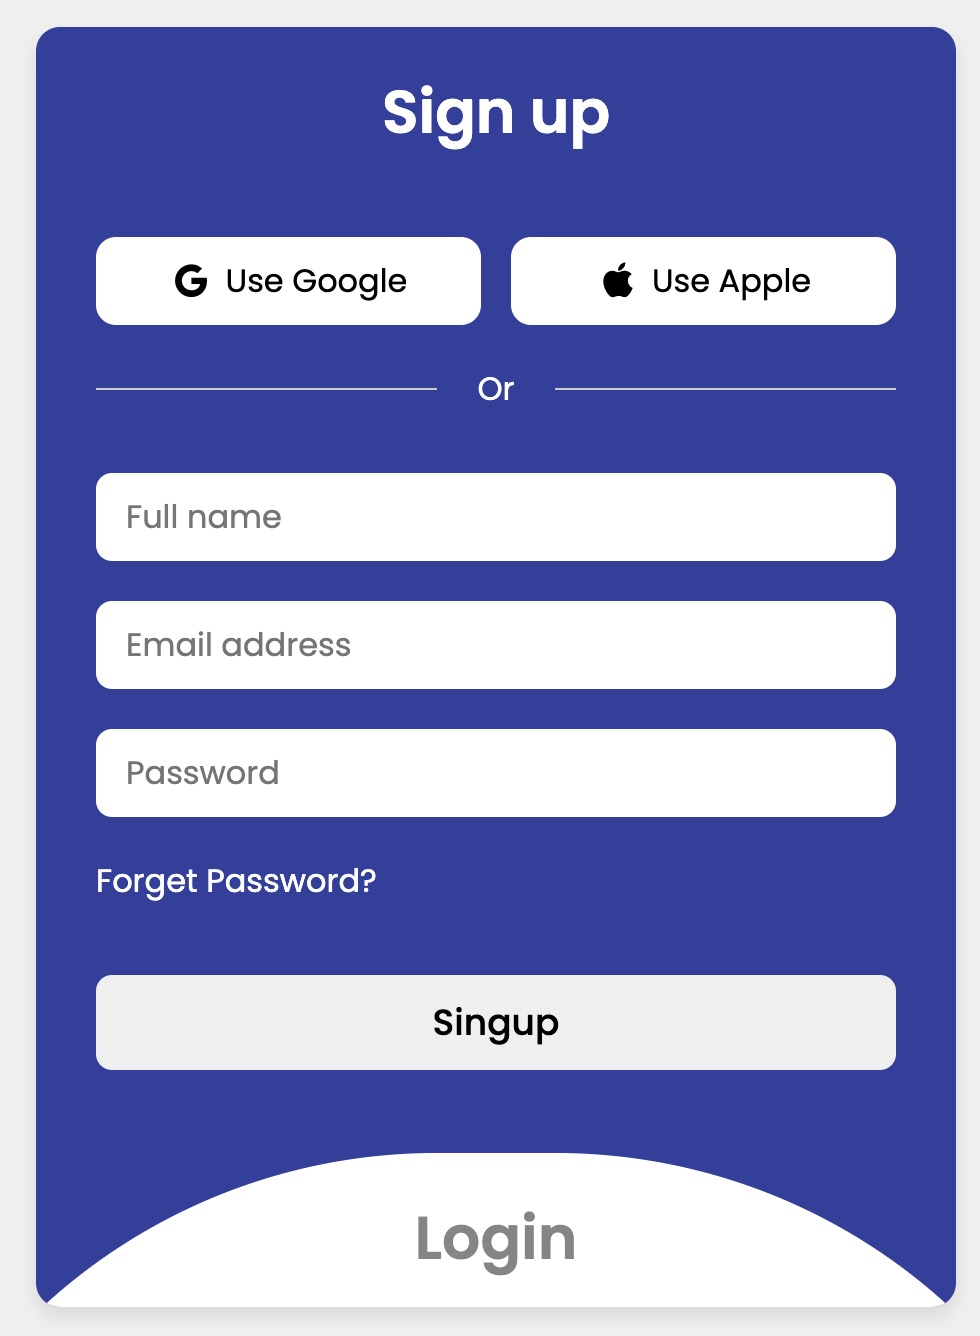 Sign up
Use Google Use Apple
Or
Full name
Email address
Password
Forget Password?
Singup
Login